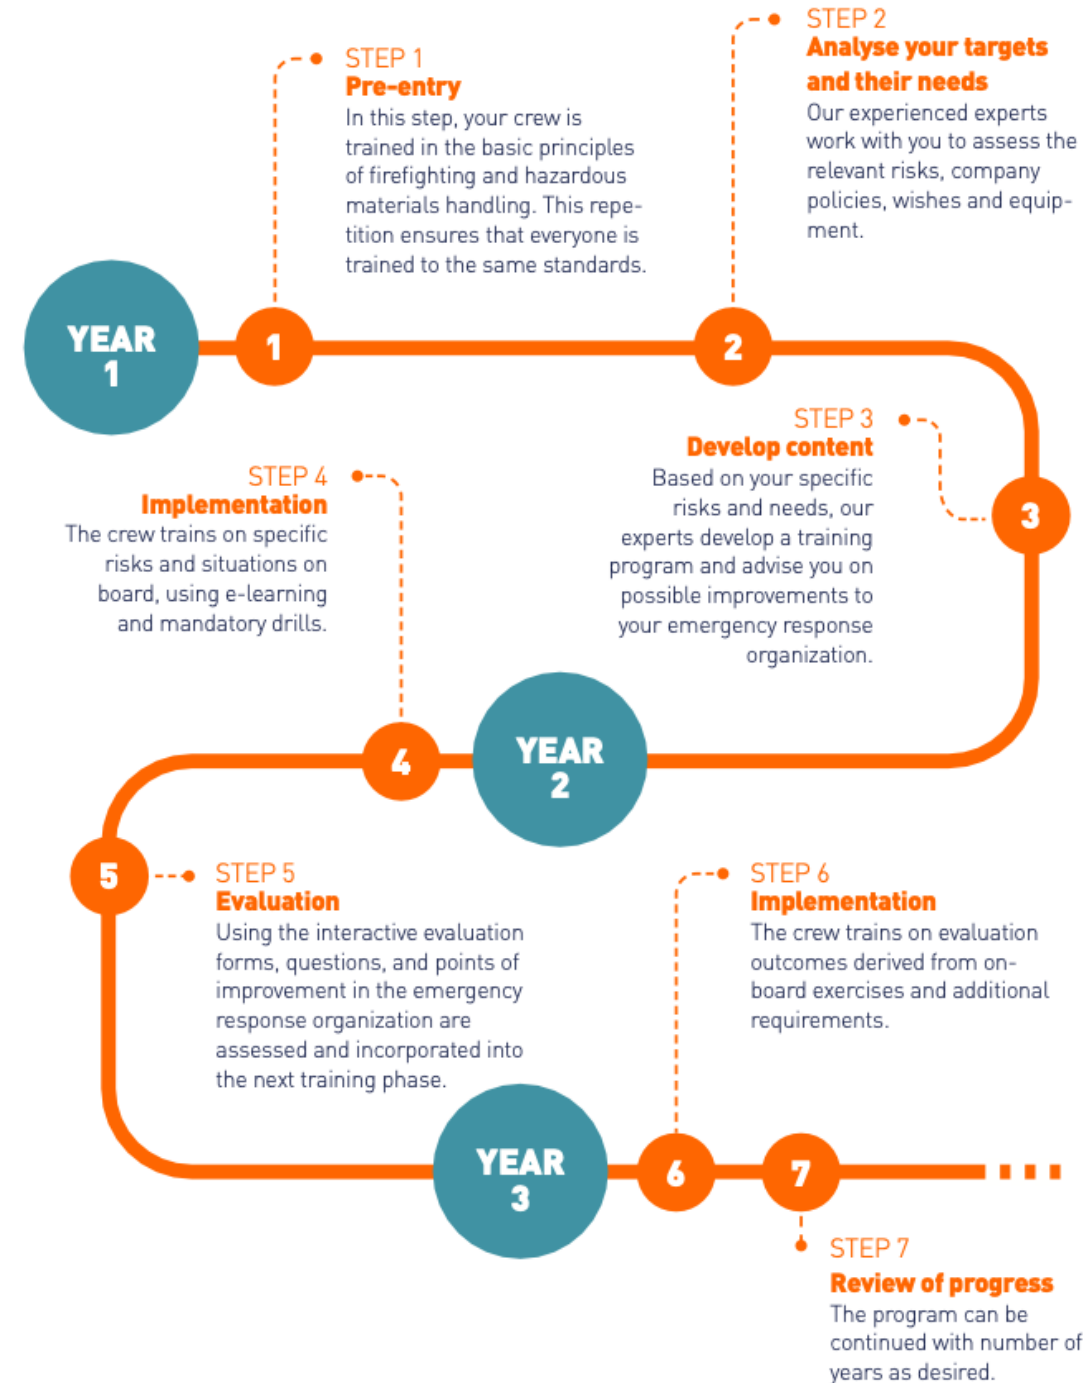 STEP 1
Pre-entry
In this step, your crew is
trained in the basic principles
of firefighting and hazardous
materials handling. This repe-
tition ensures that everyone is
trained to the same standards.
STEP 2
Analyse your targets
and their needs
Our experienced experts
work with you to assess the
relevant risks, company
policies, wishes and equip-
ment.
YEAR
1
1
2
STEP 3
Develop content
Based on your specific
risks and needs, our
experts develop a training
program and advise you on
possible improvements to
your emergency response
organization.
3
STEP 4
Implementation
The crew trains on specific
risks and situations on
board, using e-learning
and mandatory drills.
YEAR
2
4
5
STEP 5
Evaluation
Using the interactive evaluation
forms, questions, and points of
improvement in the emergency
response organization are
assessed and incorporated into
the next training phase.
STEP 6
Implementation
The crew trains on evaluation
outcomes derived from on-
board exercises and additional
requirements.
YEAR
3
6
7
STEP 7
Review of progress
The program can be
continued with number of
years as desired.